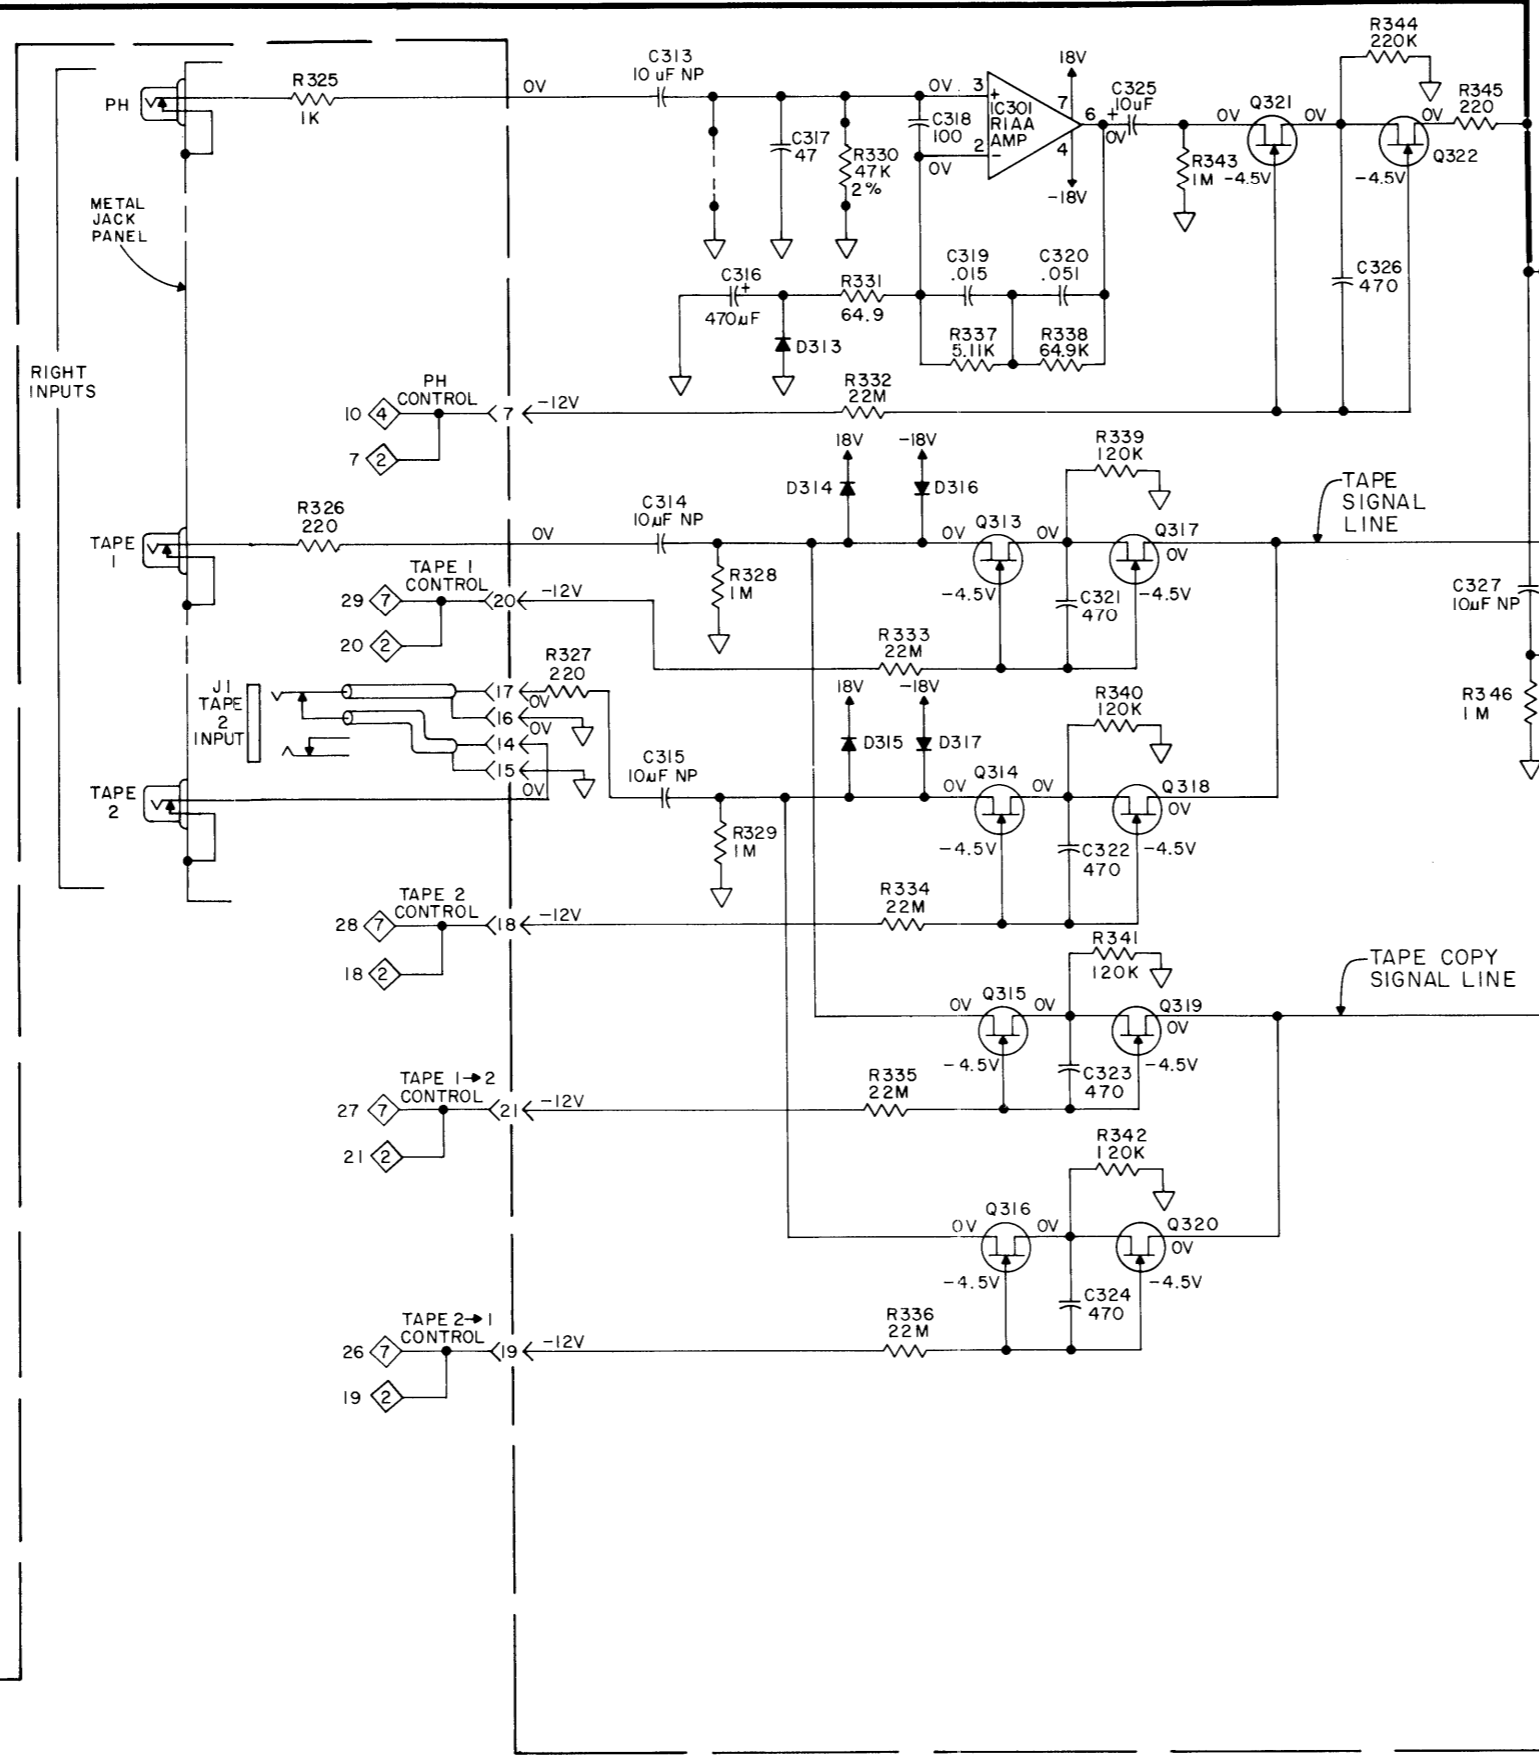 R344
220K
C313
10 uF NP
18V
R325
1K
PH
0V
0V
3
+
IC301
RIAA
AMP
7
6
4
2
−
0V
-18V
C318
100
C317
47
R330
47K
2%
C325
+
10uF
0V
R343
1M
0V
Q321
0V
-4.5V
0V
R345
220
Q322
-4.5V
METAL
JACK
PANEL
C316
+
470uF
D313
R331
64.9
C319
.015
C320
.051
R337
5.11K
R338
64.9K
C326
470
RIGHT
INPUTS
PH
CONTROL
10
4
7
-12V
7
2
R332
22M
18V
-18V
D314
D316
R339
120K
TAPE
SIGNAL
LINE
TAPE
1
R326
220
0V
C314
10uF NP
R328
1M
0V
Q313
0V
-4.5V
Q317
0V
-4.5V
C321
470
C327
10uF NP
TAPE 1
CONTROL
29
7
20
-12V
20
2
R333
22M
R327
220
J1
TAPE
2
INPUT
17
0V
16
0V
14
15
0V
18V
-18V
D315
D317
R340
120K
R346
1M
TAPE
2
C315
10uF NP
R329
1M
0V
Q314
0V
-4.5V
Q318
0V
-4.5V
C322
470
TAPE 2
CONTROL
28
7
18
-12V
18
2
R334
22M
R341
120K
TAPE COPY
SIGNAL LINE
0V
Q315
0V
-4.5V
Q319
0V
-4.5V
C323
470
TAPE 1→2
CONTROL
27
7
21
-12V
21
2
R335
22M
R342
120K
0V
Q316
0V
-4.5V
Q320
0V
-4.5V
C324
470
TAPE 2→1
CONTROL
26
7
19
-12V
19
2
R336
22M